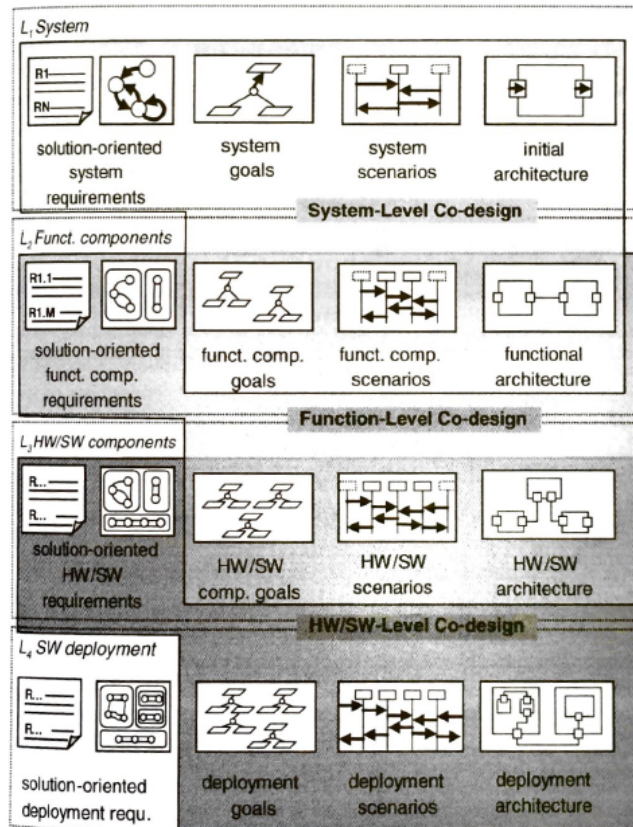 L1 System
R1
RN
solution-oriented
system
requirements
system
goals
system
scenarios
initial
architecture
System-Level Co-design
L2 Funct. components
R1.1
R1.M
solution-oriented
funct. comp.
requirements
funct. comp.
goals
funct. comp.
scenarios
functional
architecture
Function-Level Co-design
L3 HW/SW components
R...
R...
solution-oriented
HW/SW
requirements
HW/SW
comp. goals
HW/SW
scenarios
HW/SW
architecture
HW/SW-Level Co-design
L4 SW deployment
R...
R...
solution-oriented
deployment requ.
deployment
goals
deployment
scenarios
deployment
architecture